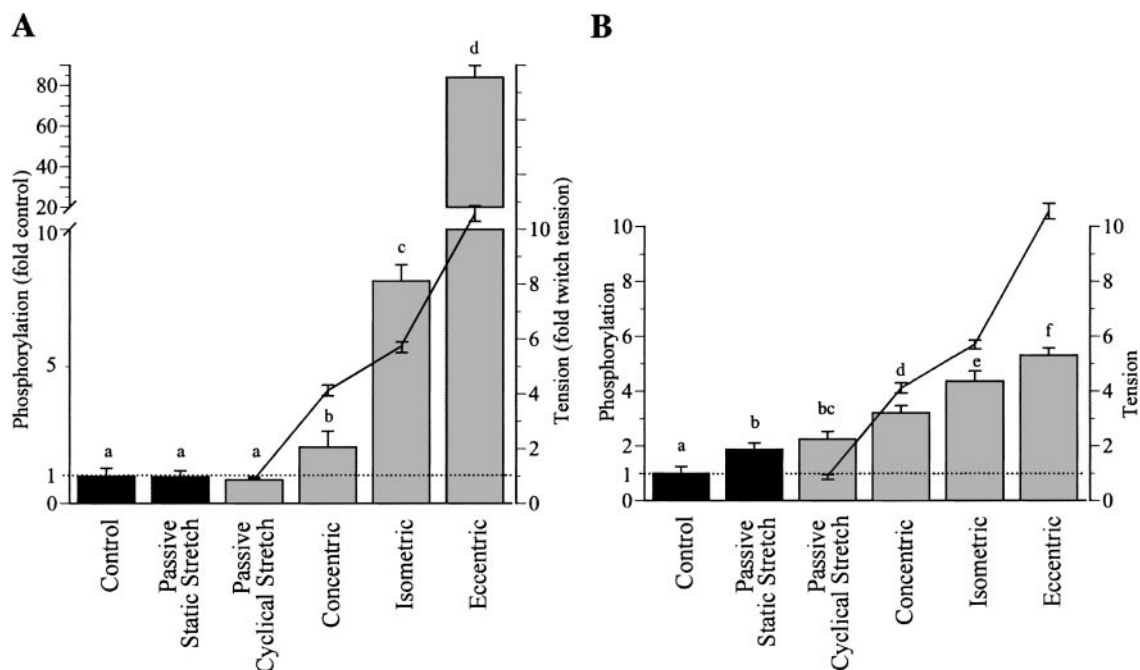 A
Phosphorylation (fold control)
80
60
40
20
10
5
1
0
a
a
a
b
c
d
10
8
6
4
2
0
Tension (fold twitch tension)
Control
Passive
Static Stretch
Passive
Cyclical Stretch
Concentric
Isometric
Eccentric
B
Phosphorylation
10
8
6
4
2
1
0
a
b
bc
d
e
f
10
8
6
4
2
0
Tension
Control
Passive
Static Stretch
Passive
Cyclical Stretch
Concentric
Isometric
Eccentric